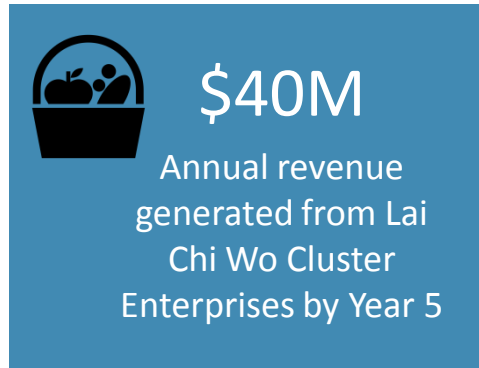 $40M
Annual revenue
generated from Lai
Chi Wo Cluster
Enterprises by Year 5